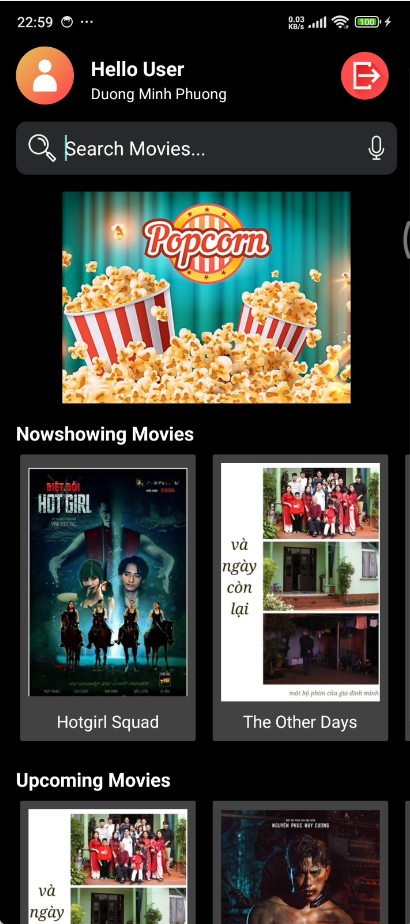 22:59
0.03
KB/s
100
Hello User
Duong Minh Phuong
Search Movies...
Popcorn
Nowshowing Movies
BIỆT ĐỘI
HOT GIRL
Hotgirl Squad
và
ngày
còn
lại
một bộ phim của gia đình mình
The Other Days
Upcoming Movies
và
ngày
NGUYỄN PHÚC HUY CƯƠNG